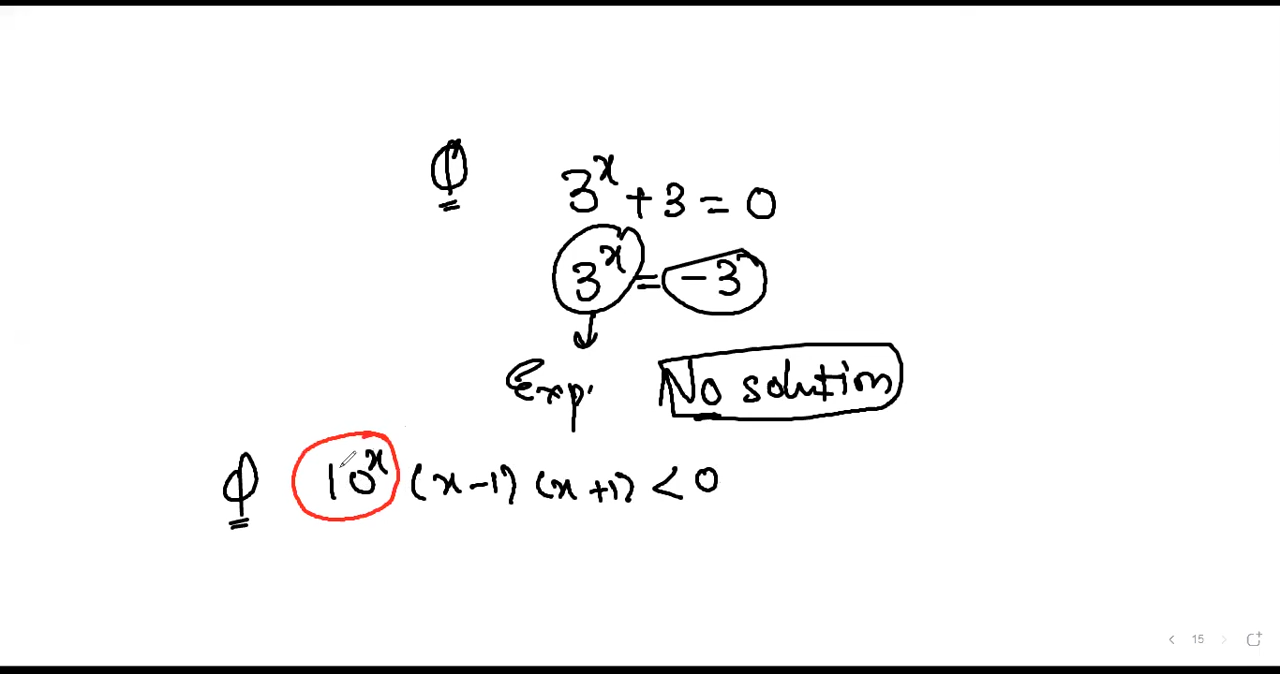 Q 3^x + 3 = 0
3^x = -3
Exp. No solution
Q 10^x (x-1) (x+1) < 0
15